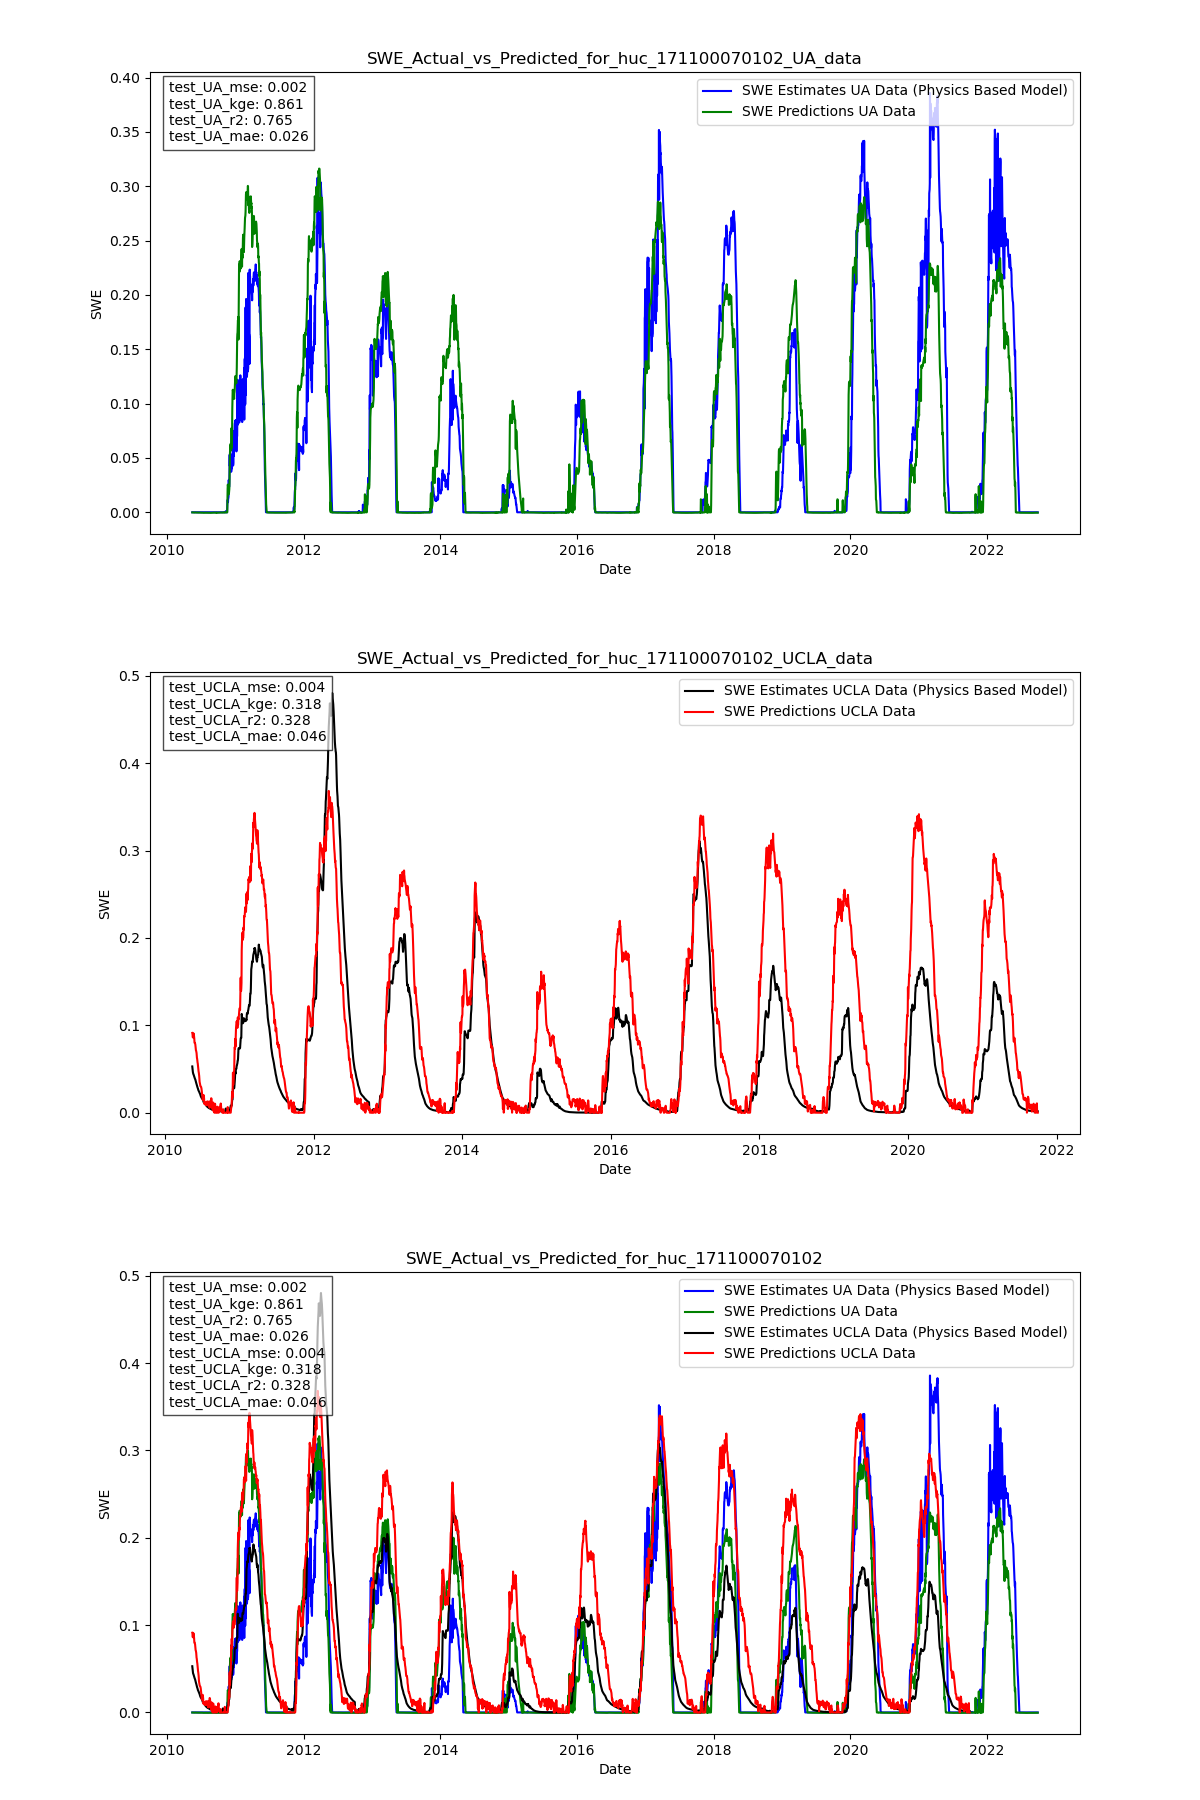 SWE_Actual_vs_Predicted_for_huc_171100070102_UA_data
test_UA_mse: 0.002
test_UA_kge: 0.861
test_UA_r2: 0.765
test_UA_mae: 0.026
SWE Estimates UA Data (Physics Based Model)
SWE Predictions UA Data
0.40
0.35
0.30
0.25
0.20
0.15
0.10
0.05
0.00
SWE
2010 2012 2014 2016 2018 2020 2022
Date
SWE_Actual_vs_Predicted_for_huc_171100070102_UCLA_data
test_UCLA_mse: 0.004
test_UCLA_kge: 0.318
test_UCLA_r2: 0.328
test_UCLA_mae: 0.046
SWE Estimates UCLA Data (Physics Based Model)
SWE Predictions UCLA Data
0.5
0.4
0.3
0.2
0.1
0.0
SWE
2010 2012 2014 2016 2018 2020 2022
Date
SWE_Actual_vs_Predicted_for_huc_171100070102
test_UA_mse: 0.002
test_UA_kge: 0.861
test_UA_r2: 0.765
test_UA_mae: 0.026
test_UCLA_mse: 0.004
test_UCLA_kge: 0.318
test_UCLA_r2: 0.328
test_UCLA_mae: 0.046
SWE Estimates UA Data (Physics Based Model)
SWE Predictions UA Data
SWE Estimates UCLA Data (Physics Based Model)
SWE Predictions UCLA Data
0.5
0.4
0.3
0.2
0.1
0.0
SWE
2010 2012 2014 2016 2018 2020 2022
Date